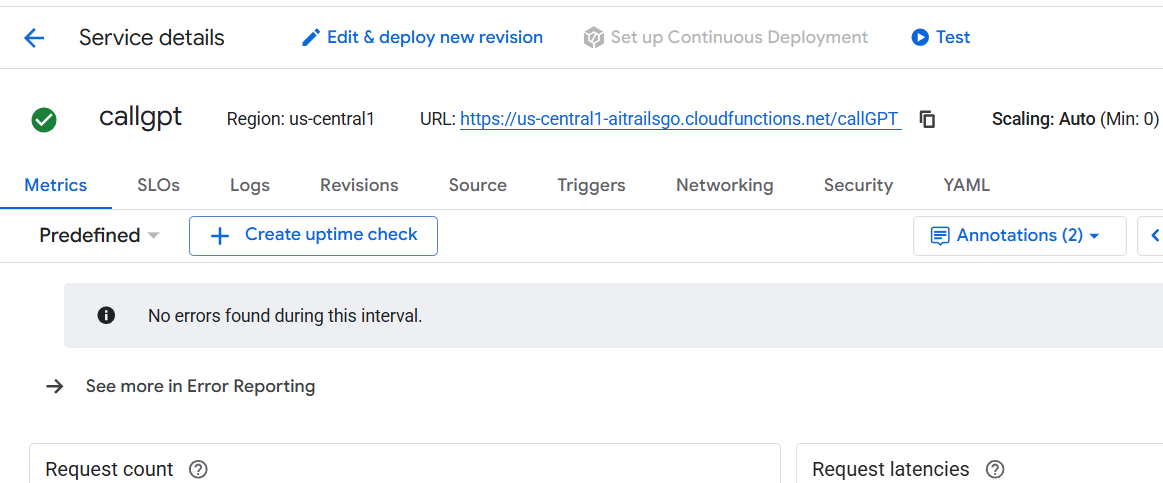 Service details Edit & deploy new revision Set up Continuous Deployment Test
callgpt Region: us-central1 URL: https://us-central1-aitrailsgo.cloudfunctions.net/callGPT Scaling: Auto (Min: 0)
Metrics SLOs Logs Revisions Source Triggers Networking Security YAML
Predefined Create uptime check Annotations (2)
No errors found during this interval.
See more in Error Reporting
Request count Request latencies